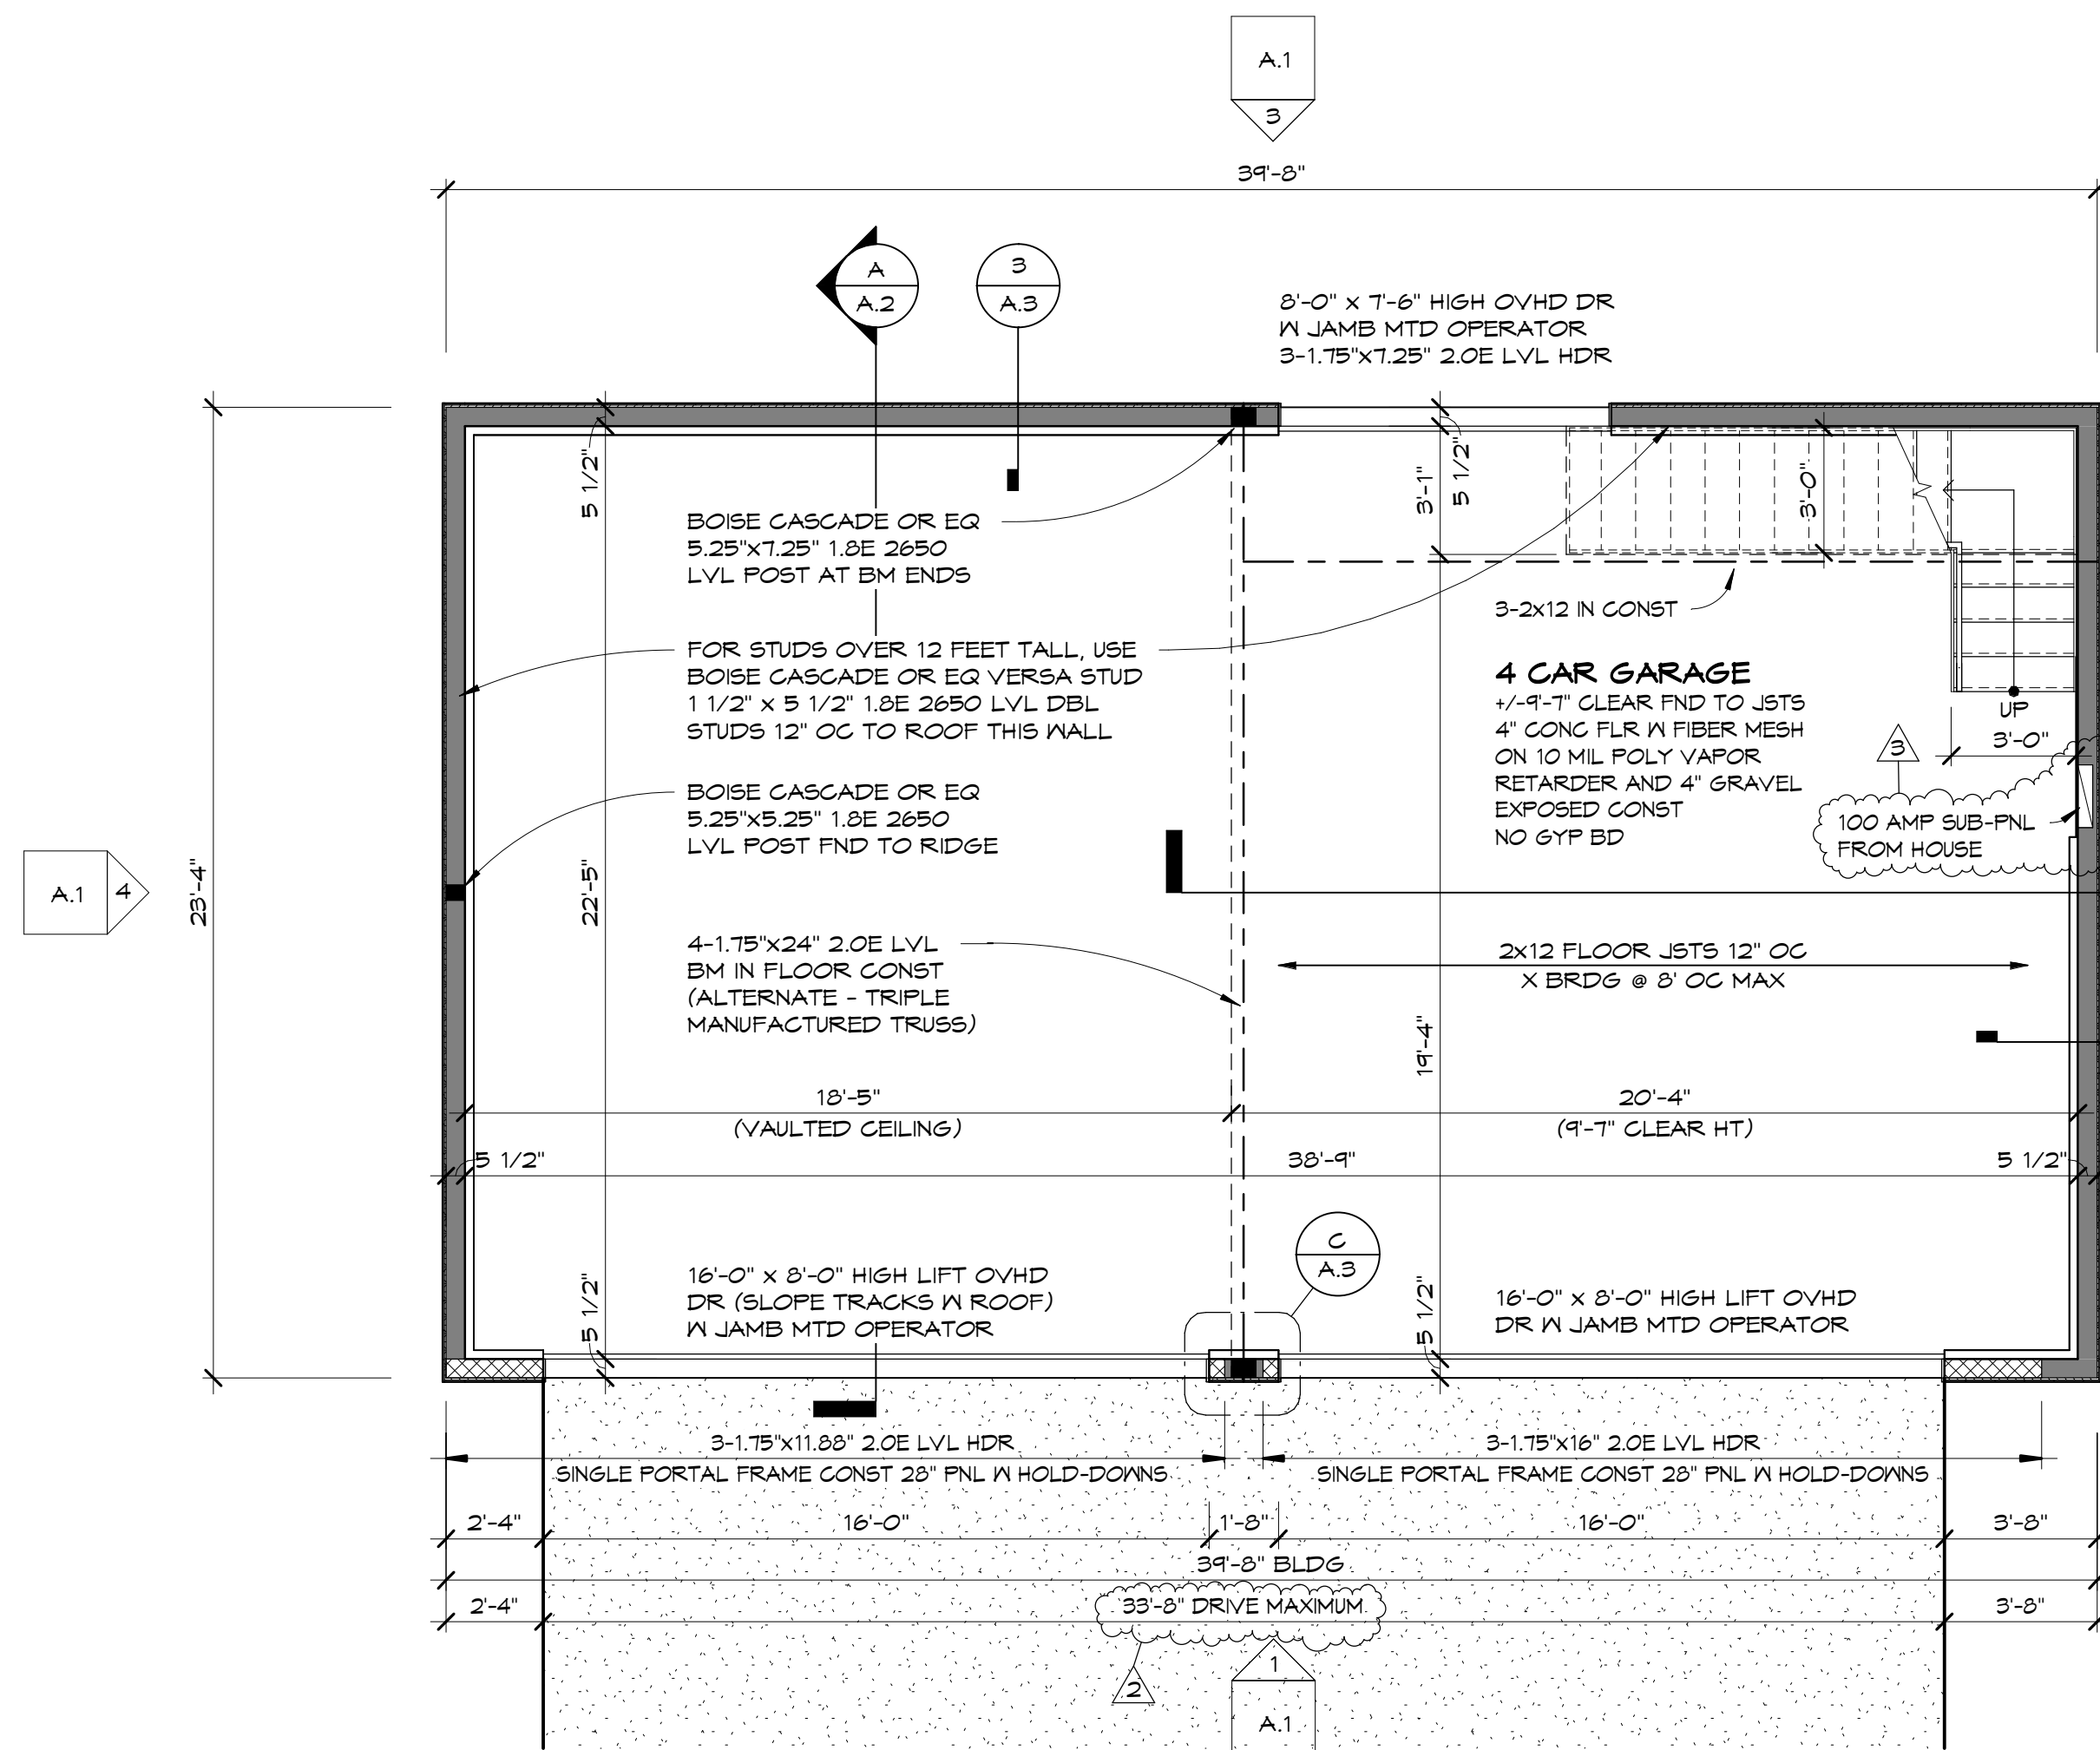 A.1
3
39'-8"
A
A.2
3
A.3
8'-0" x 7'-6" HIGH OVHD DR
W JAMB MTD OPERATOR
3-1.75"x7.25" 2.0E LVL HDR
5 1/2"
BOISE CASCADE OR EQ
5.25"x7.25" 1.8E 2650
LVL POST AT BM ENDS
3'-1"
5 1/2"
3'-0"
3-2x12 IN CONST
FOR STUDS OVER 12 FEET TALL, USE
BOISE CASCADE OR EQ VERSA STUD
1 1/2" x 5 1/2" 1.8E 2650 LVL DBL
STUDS 12" OC TO ROOF THIS WALL
4 CAR GARAGE
+/-9'-7" CLEAR FND TO JSTS
4" CONC FLR W FIBER MESH
ON 10 MIL POLY VAPOR
RETARDER AND 4" GRAVEL
EXPOSED CONST
NO GYP BD
UP
3'-0"
3
100 AMP SUB-PNL
FROM HOUSE
BOISE CASCADE OR EQ
5.25"x5.25" 1.8E 2650
LVL POST FND TO RIDGE
A.1
4
23'-4"
22'-5"
4-1.75"x24" 2.0E LVL
BM IN FLOOR CONST
(ALTERNATE - TRIPLE
MANUFACTURED TRUSS)
2x12 FLOOR JSTS 12" OC
X BRDG @ 8' OC MAX
19'-4"
18'-5"
(VAULTED CEILING)
20'-4"
(9'-7" CLEAR HT)
5 1/2"
38'-9"
5 1/2"
C
A.3
5 1/2"
16'-0" x 8'-0" HIGH LIFT OVHD
DR (SLOPE TRACKS W ROOF)
W JAMB MTD OPERATOR
5 1/2"
16'-0" x 8'-0" HIGH LIFT OVHD
DR W JAMB MTD OPERATOR
3-1.75"x11.88" 2.0E LVL HDR
SINGLE PORTAL FRAME CONST 28" PNL W HOLD-DOWNS
3-1.75"x16" 2.0E LVL HDR
SINGLE PORTAL FRAME CONST 28" PNL W HOLD-DOWNS
2'-4"
16'-0"
1'-8"
16'-0"
3'-8"
39'-8" BLDG
2'-4"
33'-8" DRIVE MAXIMUM
3'-8"
2
1
A.1